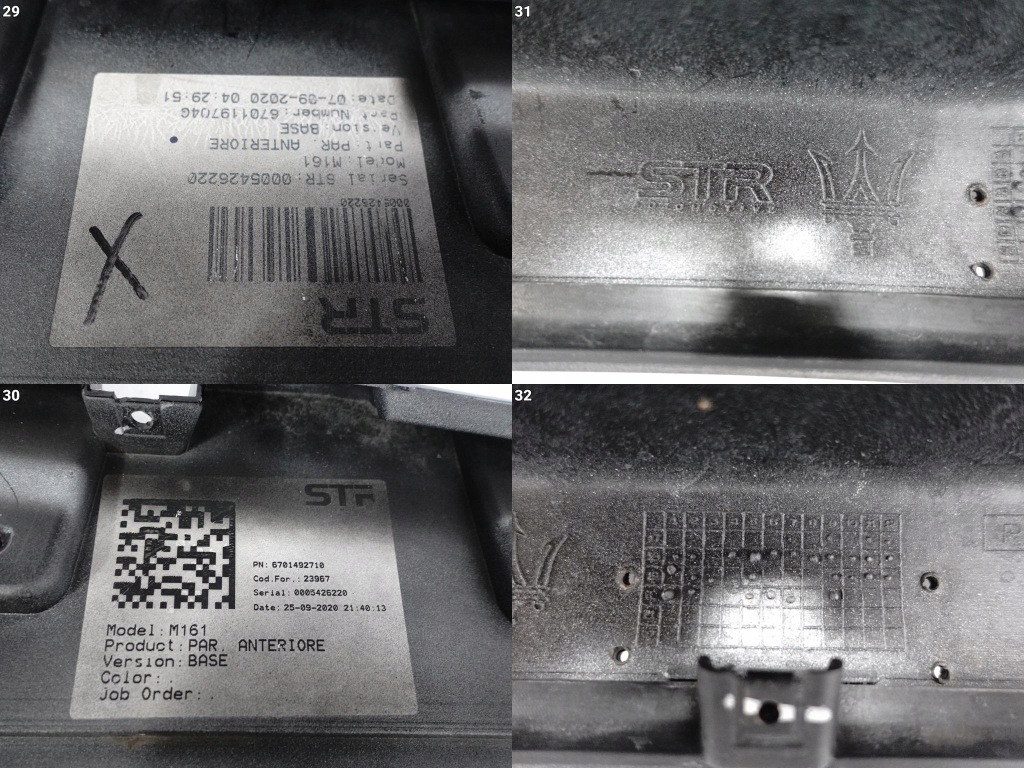 29
STR
0005426220
Serial STR:0005426220
Model:M161
Part:PAR. ANTERIORE
Version:BASE
Part Number:670119704G
Date:07-09-2020 04:29:51
X
31
STR
30
STR
PN: 6701492710
Cod.For.: 23967
Serial: 0005426220
Date: 25-09-2020 21:40:13
Model:M161
Product:PAR. ANTERIORE
Version:BASE
Color:.
Job Order:.
32
R